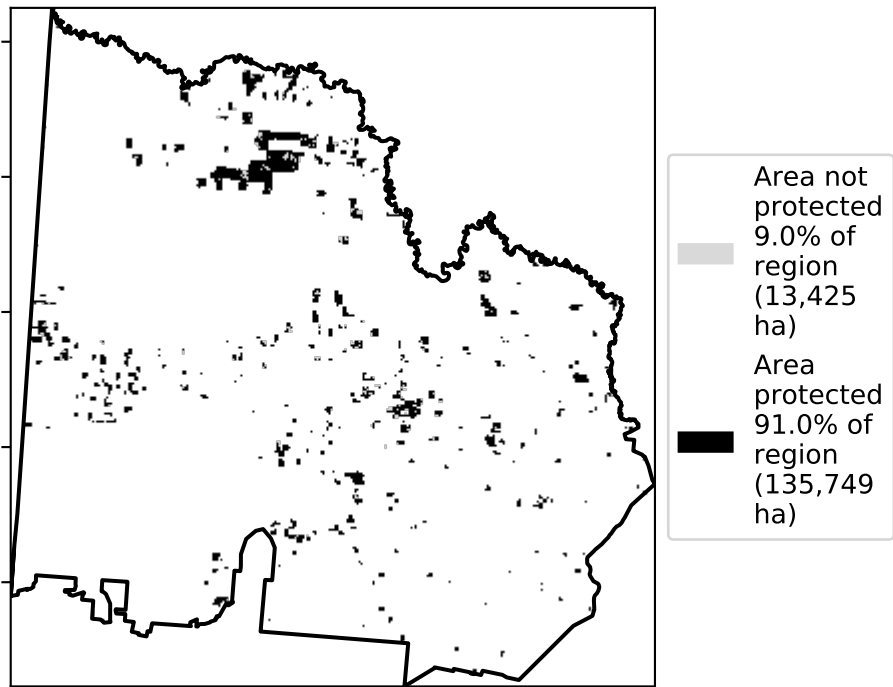 Area not
protected
9.0% of
region
(13,425
ha)
Area
protected
91.0% of
region
(135,749
ha)